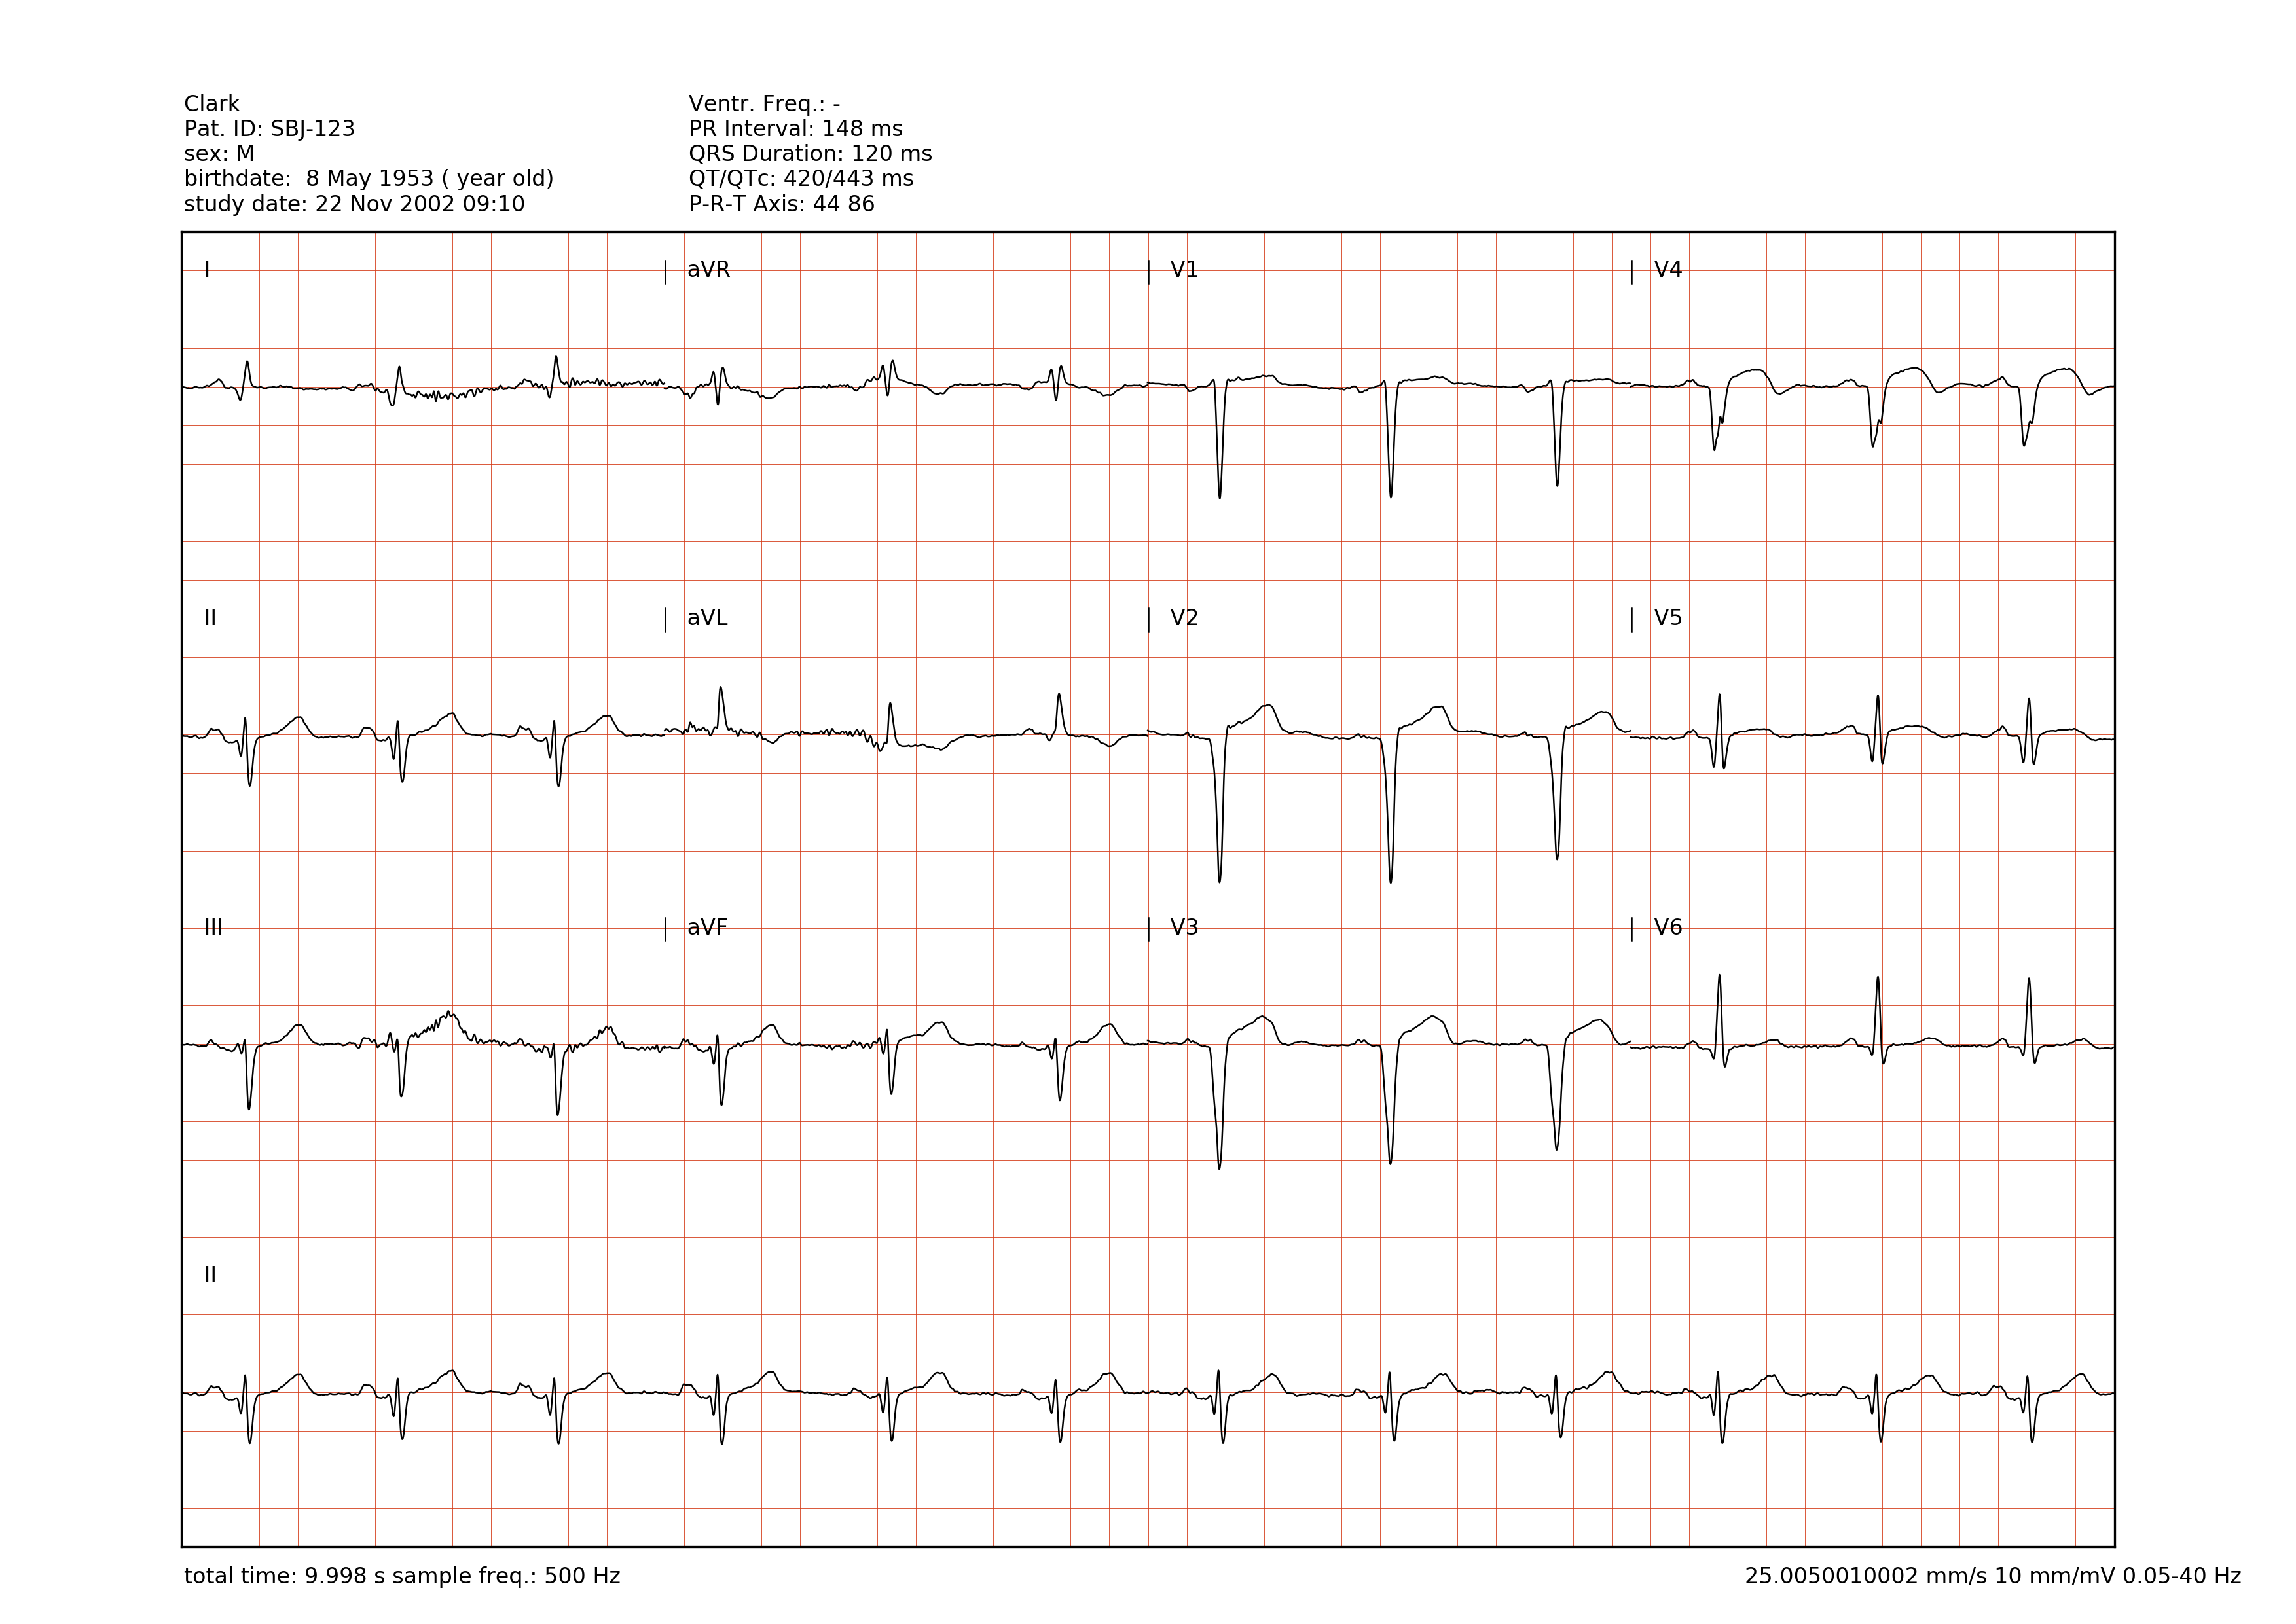 Clark
Pat. ID: SBJ-123
sex: M
birthdate:  8 May 1953 ( year old)
study date: 22 Nov 2002 09:10
Ventr. Freq.: -
PR Interval: 148 ms
QRS Duration: 120 ms
QT/QTc: 420/443 ms
P-R-T Axis: 44 86
I | aVR | V1 | V4
II | aVL | V2 | V5
III | aVF | V3 | V6
II
total time: 9.998 s sample freq.: 500 Hz
25.0050010002 mm/s 10 mm/mV 0.05-40 Hz